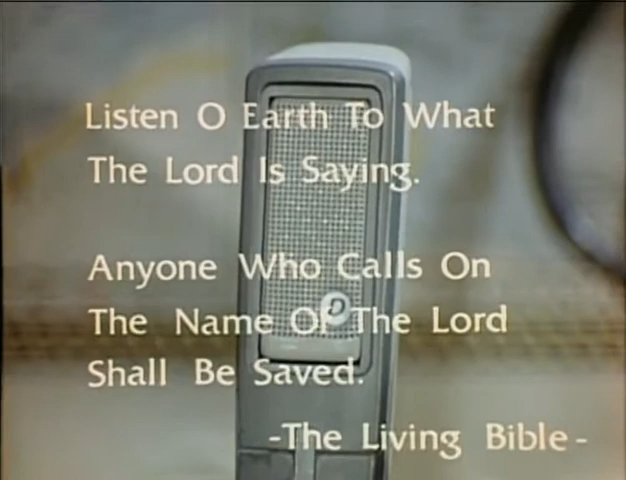 Listen O Earth To What
The Lord Is Saying.
Anyone Who Calls On
The Name Of The Lord
Shall Be Saved.
-The Living Bible-